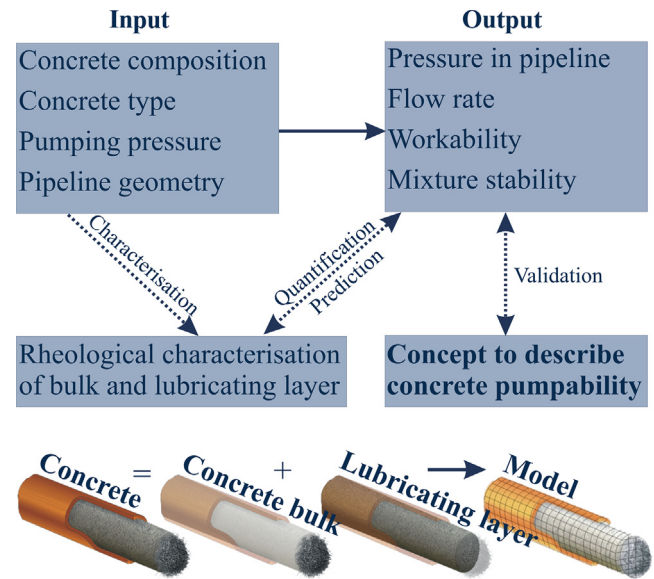 Input
Output
Concrete composition
Concrete type
Pumping pressure
Pipeline geometry
Pressure in pipeline
Flow rate
Workability
Mixture stability
Characterisation
Quantification
Prediction
Validation
Rheological characterisation
of bulk and lubricating layer
Concept to describe
concrete pumpability
Concrete
=
Concrete bulk
+
Lubricating layer
Model